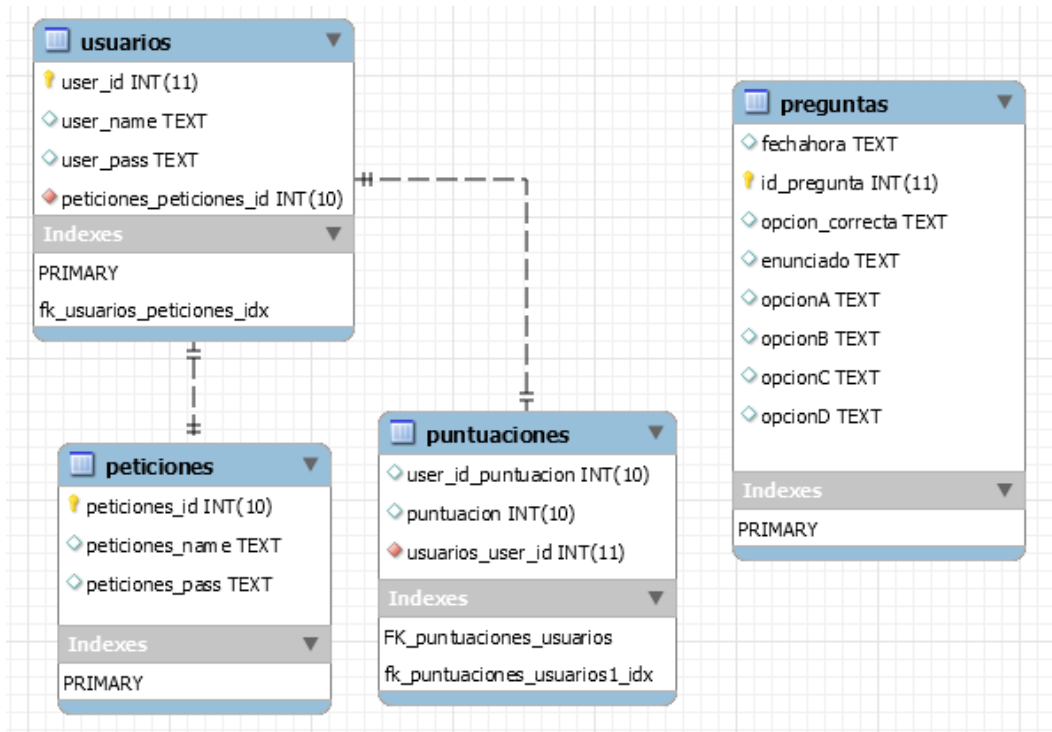 usuarios
user_id INT(11)
user_name TEXT
user_pass TEXT
peticiones_peticiones_id INT(10)
Indexes
PRIMARY
fk_usuarios_peticiones_idx
peticiones
peticiones_id INT(10)
peticiones_name TEXT
peticiones_pass TEXT
Indexes
PRIMARY
puntuaciones
user_id_puntuacion INT(10)
puntuacion INT(10)
usuarios_user_id INT(11)
Indexes
FK_puntuaciones_usuarios
fk_puntuaciones_usuarios1_idx
preguntas
fechahora TEXT
id_pregunta INT(11)
opcion_correcta TEXT
enunciado TEXT
opcionA TEXT
opcionB TEXT
opcionC TEXT
opcionD TEXT
Indexes
PRIMARY